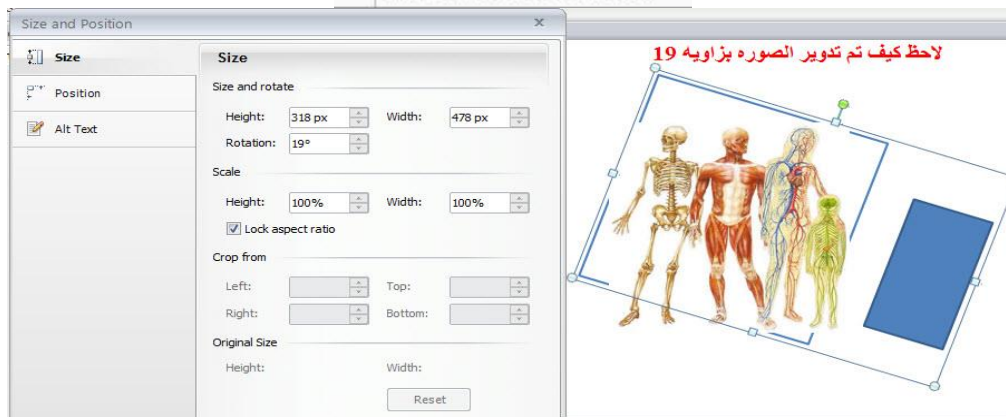 Size and Position
Size
Position
Alt Text
Size
Size and rotate
Height: 318 px Width: 478 px
Rotation: 19°
Scale
Height: 100% Width: 100%
Lock aspect ratio
Crop from
Left: Top:
Right: Bottom:
Original Size
Height: Width:
Reset
لاحظ كيف تم تدوير الصوره بزاويه 19